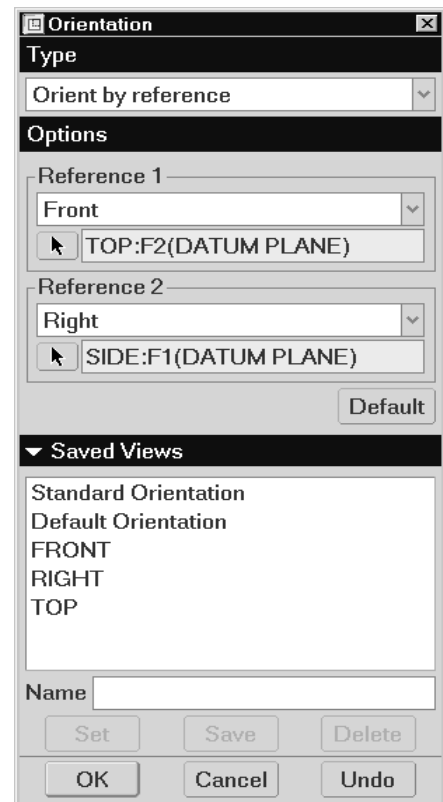 Orientation
Type
Orient by reference
Options
Reference 1
Front
TOP:F2(DATUM PLANE)
Reference 2
Right
SIDE:F1(DATUM PLANE)
Default
Saved Views
Standard Orientation
Default Orientation
FRONT
RIGHT
TOP
Name
Set Save Delete
OK Cancel Undo